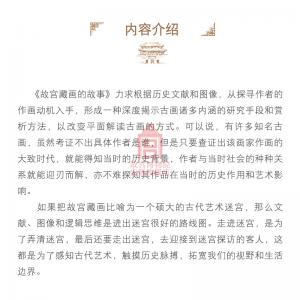 内容介绍
《故宫藏画的故事》力求根据历史文献和图像，从探寻作者的
作画动机入手，形成一种深度揭示古画诸多内涵的研究手段和赏
析方法，以改变平面解读古画的方式。可以说，有许多知名古
画，虽然考证不出具体作者是谁，但是只要查证出该画家作画的
大致时代，就能得知当时的历史背景，作者与当时社会的种种关
系就能迎刃而解，亦不难探知其作品在当时的历史作用和艺术影
响。
如果把故宫藏画比喻为一个硕大的古代艺术迷宫，那么文
献、图像和逻辑思维是进出迷宫很好的路线图。走进迷宫，是为
了弄清迷宫，最后还要走出迷宫，去迎接到迷宫探访的客人，这
都是为了感知古代艺术，触摸历史脉搏，拓宽我们的视野和生活
边界。